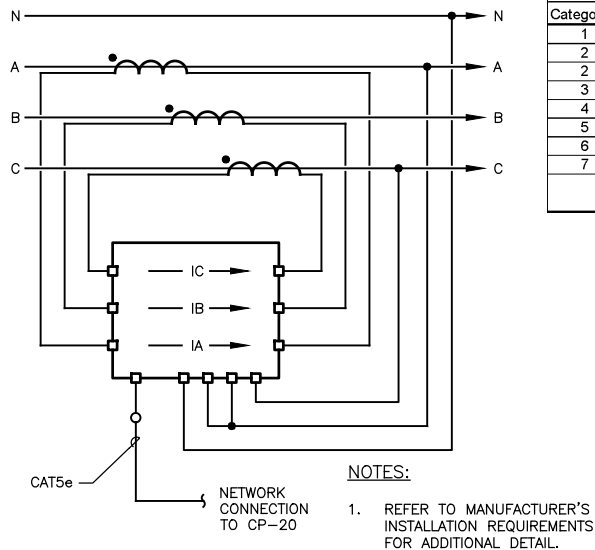 N
N
Catego
A
A
1
2
2
B
B
3
4
5
C
C
6
7
IC
IB
IA
CAT5e
NETWORK
CONNECTION
TO CP-20
NOTES:
1. REFER TO MANUFACTURER'S
INSTALLATION REQUIREMENTS
FOR ADDITIONAL DETAIL.